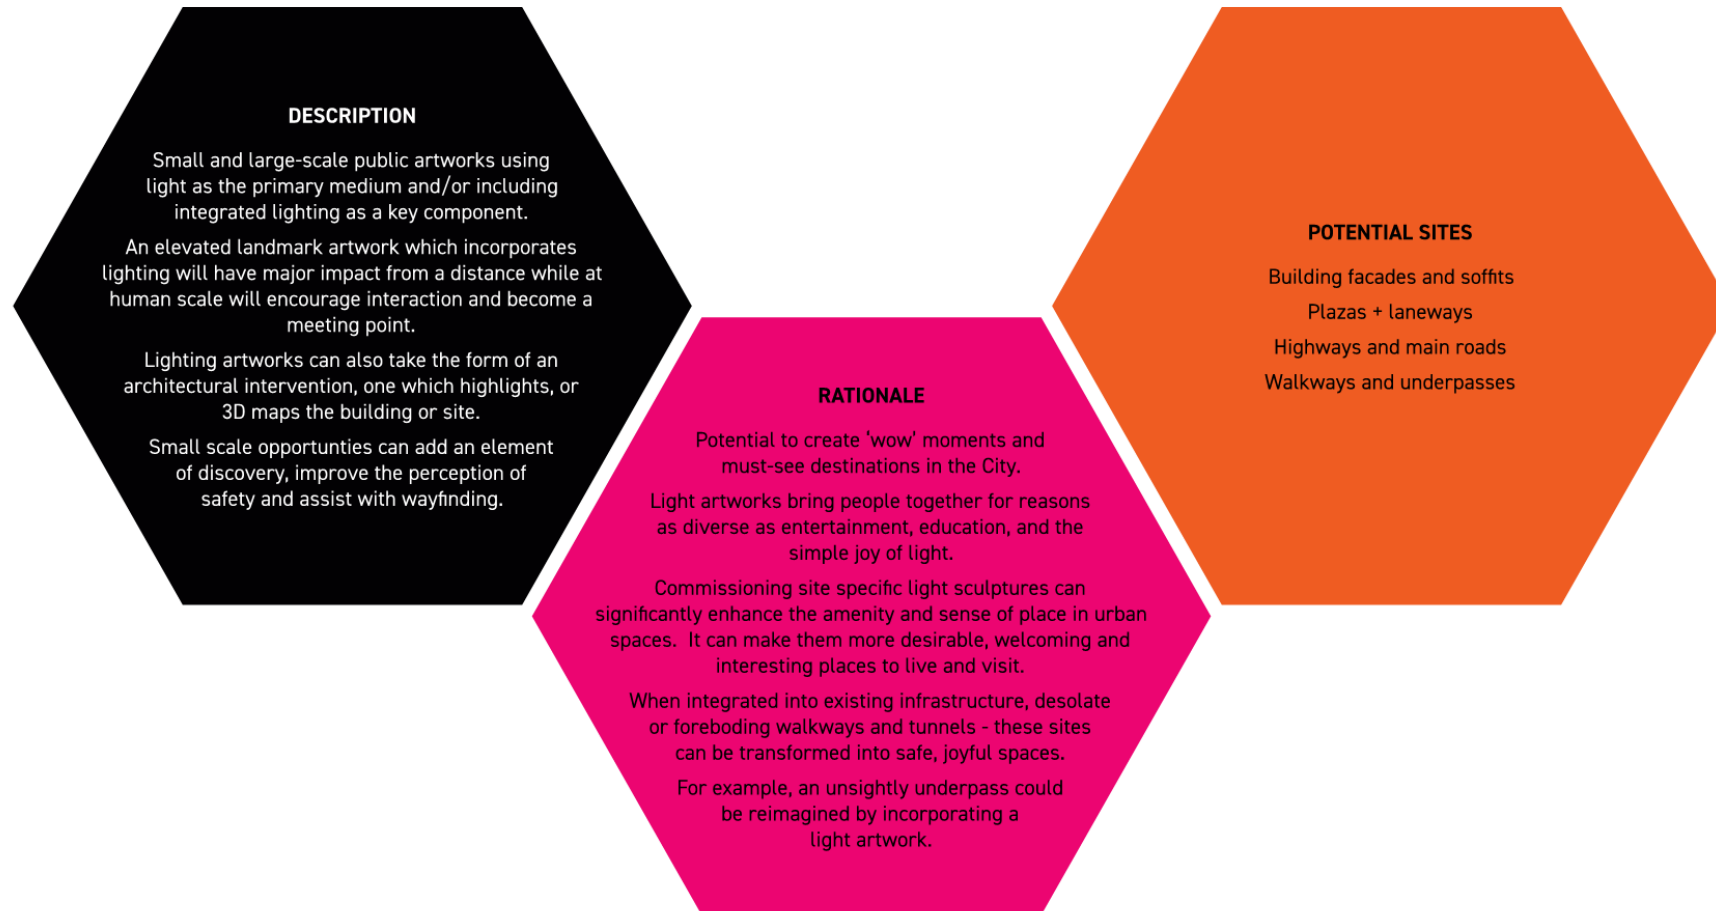 DESCRIPTION
Small and large-scale public artworks using
light as the primary medium and/or including
integrated lighting as a key component.
An elevated landmark artwork which incorporates
lighting will have major impact from a distance while at
human scale will encourage interaction and become a
meeting point.
Lighting artworks can also take the form of an
architectural intervention, one which highlights, or
3D maps the building or site.
Small scale opportunties can add an element
of discovery, improve the perception of
safety and assist with wayfinding.
RATIONALE
Potential to create ‘wow’ moments and
must-see destinations in the City.
Light artworks bring people together for reasons
as diverse as entertainment, education, and the
simple joy of light.
Commissioning site specific light sculptures can
significantly enhance the amenity and sense of place in urban
spaces.  It can make them more desirable, welcoming and
interesting places to live and visit.
When integrated into existing infrastructure, desolate
or foreboding walkways and tunnels - these sites
can be transformed into safe, joyful spaces.
For example, an unsightly underpass could
be reimagined by incorporating a
light artwork.
POTENTIAL SITES
Building facades and soffits
Plazas + laneways
Highways and main roads
Walkways and underpasses